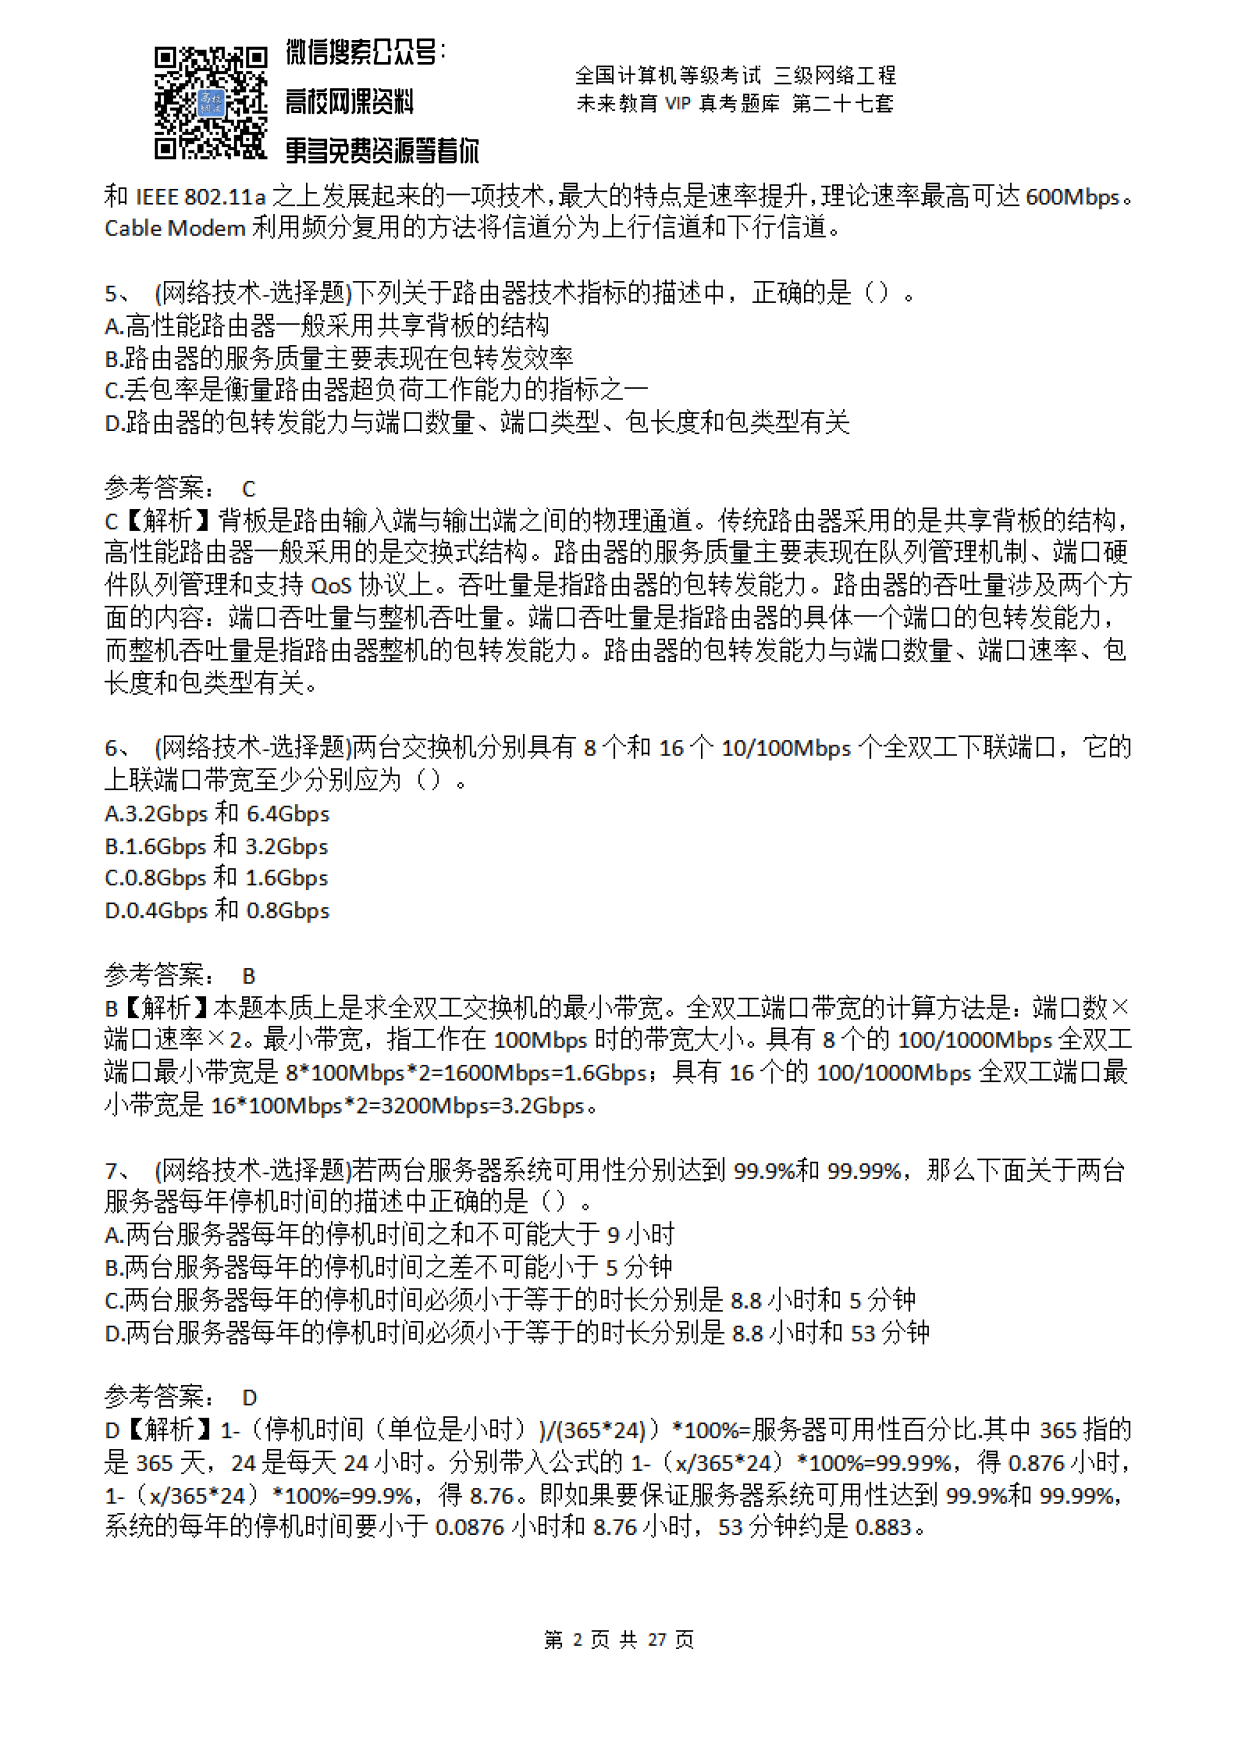 微信搜索公众号：
高校网课资料
更多免费资源等着你
高校
网课
全国计算机等级考试 三级网络工程
未来教育 VIP 真考题库 第二十七套
和 IEEE 802.11a 之上发展起来的一项技术，最大的特点是速率提升，理论速率最高可达 600Mbps。
Cable Modem 利用频分复用的方法将信道分为上行信道和下行信道。
5、 (网络技术-选择题)下列关于路由器技术指标的描述中，正确的是（）。
A.高性能路由器一般采用共享背板的结构
B.路由器的服务质量主要表现在包转发效率
C.丢包率是衡量路由器超负荷工作能力的指标之一
D.路由器的包转发能力与端口数量、端口类型、包长度和包类型有关
参考答案： C
C【解析】背板是路由输入端与输出端之间的物理通道。传统路由器采用的是共享背板的结构，
高性能路由器一般采用的是交换式结构。路由器的服务质量主要表现在队列管理机制、端口硬
件队列管理和支持 QoS 协议上。吞吐量是指路由器的包转发能力。路由器的吞吐量涉及两个方
面的内容：端口吞吐量与整机吞吐量。端口吞吐量是指路由器的具体一个端口的包转发能力，
而整机吞吐量是指路由器整机的包转发能力。路由器的包转发能力与端口数量、端口速率、包
长度和包类型有关。
6、 (网络技术-选择题)两台交换机分别具有 8 个和 16 个 10/100Mbps 个全双工下联端口，它的
上联端口带宽至少分别应为（）。
A.3.2Gbps 和 6.4Gbps
B.1.6Gbps 和 3.2Gbps
C.0.8Gbps 和 1.6Gbps
D.0.4Gbps 和 0.8Gbps
参考答案： B
B【解析】本题本质上是求全双工交换机的最小带宽。全双工端口带宽的计算方法是：端口数×
端口速率×2。最小带宽，指工作在 100Mbps 时的带宽大小。具有 8 个的 100/1000Mbps 全双工
端口最小带宽是 8*100Mbps*2=1600Mbps=1.6Gbps；具有 16 个的 100/1000Mbps 全双工端口最
小带宽是 16*100Mbps*2=3200Mbps=3.2Gbps。
7、 (网络技术-选择题)若两台服务器系统可用性分别达到 99.9%和 99.99%，那么下面关于两台
服务器每年停机时间的描述中正确的是（）。
A.两台服务器每年的停机时间之和不可能大于 9 小时
B.两台服务器每年的停机时间之差不可能小于 5 分钟
C.两台服务器每年的停机时间必须小于等于的时长分别是 8.8 小时和 5 分钟
D.两台服务器每年的停机时间必须小于等于的时长分别是 8.8 小时和 53 分钟
参考答案： D
D【解析】1-（停机时间（单位是小时）)/(365*24)）*100%=服务器可用性百分比.其中 365 指的
是 365 天，24 是每天 24 小时。分别带入公式的 1-（x/365*24）*100%=99.99%，得 0.876 小时，
1-（x/365*24）*100%=99.9%，得 8.76。即如果要保证服务器系统可用性达到 99.9%和 99.99%，
系统的每年的停机时间要小于 0.0876 小时和 8.76 小时，53 分钟约是 0.883。
第 2 页 共 27 页